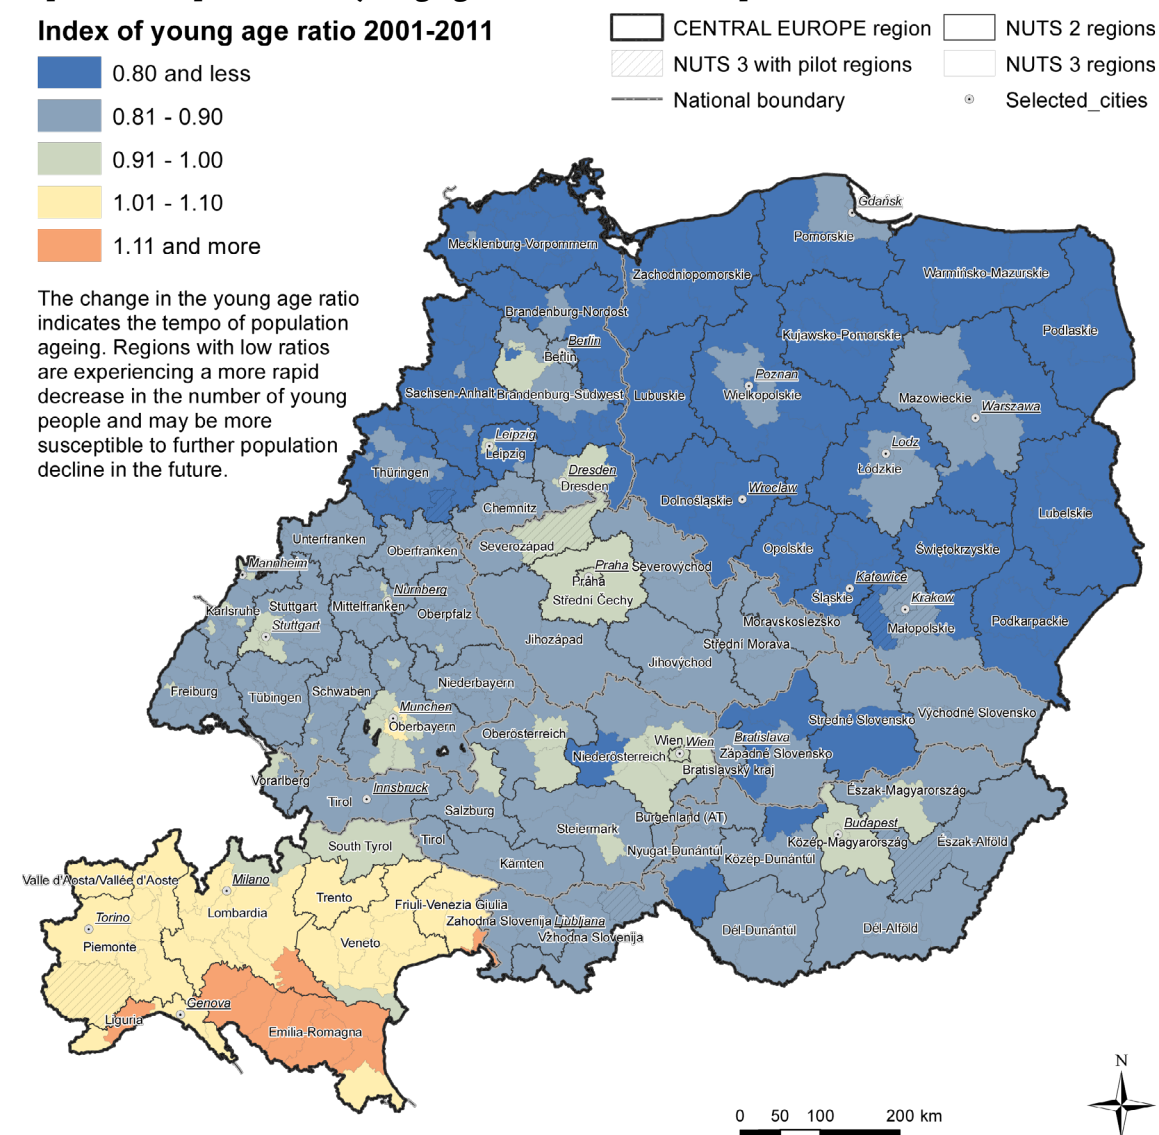 Index of young age ratio 2001-2011
0.80 and less
0.81 - 0.90
0.91 - 1.00
1.01 - 1.10
1.11 and more
CENTRAL EUROPE region
NUTS 2 regions
NUTS 3 with pilot regions
NUTS 3 regions
National boundary
Selected_cities
The change in the young age ratio
indicates the tempo of population
ageing. Regions with low ratios
are experiencing a more rapid
decrease in the number of young
people and may be more
susceptible to further population
decline in the future.
Gdańsk
Pomorskie
Mecklenburg-Vorpommern
Zachodniopomorskie
Warmińsko-Mazurskie
Brandenburg-Nordost
Kujawsko-Pomorskie
Podlaskie
Berlin
Berlin
Poznan
Sachsen-Anhalt
Brandenburg-Südwest
Lubuskie
Wielkopolskie
Mazowieckie
Warszawa
Leipzig
Leipzig
Lodz
Łódzkie
Thüringen
Dresden
Dresden
Wroclaw
Dolnośląskie
Chemnitz
Lubelskie
Unterfranken
Oberfranken
Severozápad
Opolskie
Świętokrzyskie
Mannheim
Praha
Severovýchod
Praha
Katowice
Nürnberg
Střední Čechy
Śląskie
Krakow
Karlsruhe
Stuttgart
Mittelfranken
Oberpfalz
Stuttgart
Moravskoslezsko
Małopolskie
Podkarpackie
Jihozápad
Střední Morava
Jihovýchod
Freiburg
Tübingen
Schwaben
Niederbayern
Munchen
Oberbayern
Východné Slovensko
Stredné Slovensko
Oberösterreich
Wien
Wien
Bratislava
Niederösterreich
Západné Slovensko
Bratislavský kraj
Vorarlberg
Innsbruck
Tirol
Salzburg
Észak-Magyarország
Burgenland (AT)
Budapest
Steiermark
South Tyrol
Tirol
Közép-Magyarország
Észak-Alföld
Nyugat-Dunántúl
Közép-Dunántúl
Kärnten
Valle d'Aosta/Vallée d'Aoste
Milano
Trento
Friuli-Venezia Giulia
Torino
Lombardia
Zahodna Slovenija
Ljubljana
Piemonte
Veneto
Vzhodna Slovenija
Dél-Dunántúl
Dél-Alföld
Genova
Liguria
Emilia-Romagna
N
0 50 100 200 km